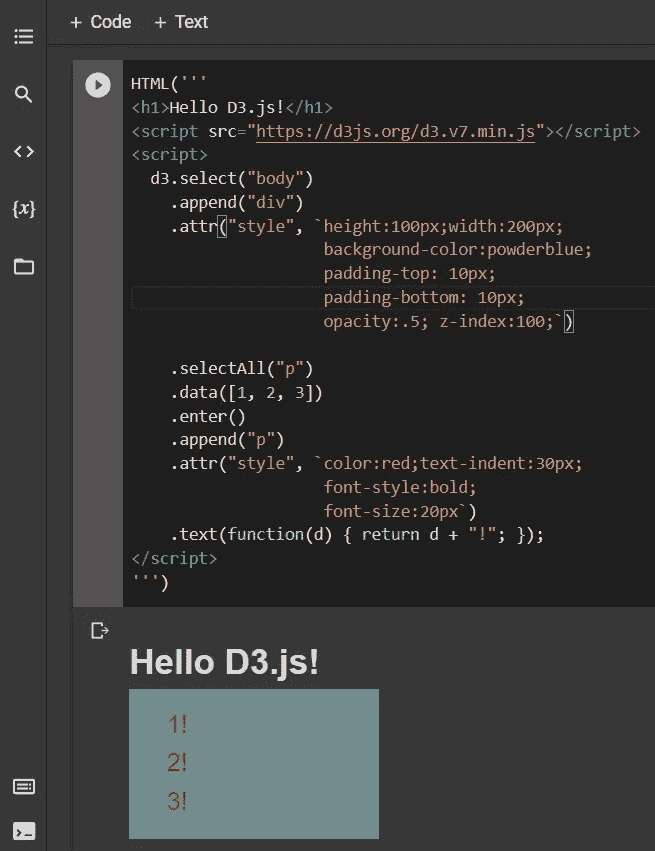 + Code + Text
HTML('''
<h1>Hello D3.js!</h1>
<script src="https://d3js.org/d3.v7.min.js"></script>
<script>
  d3.select("body")
    .append("div")
    .attr("style", `height:100px;width:200px;
                    background-color:powderblue;
                    padding-top: 10px;
                    padding-bottom: 10px;
                    opacity:.5; z-index:100;`)
    .selectAll("p")
    .data([1, 2, 3])
    .enter()
    .append("p")
    .attr("style", `color:red;text-indent:30px;
                    font-style:bold;
                    font-size:20px`)
    .text(function(d) { return d + "!"; });
</script>
''')
{x}
Hello D3.js!
1!
2!
3!